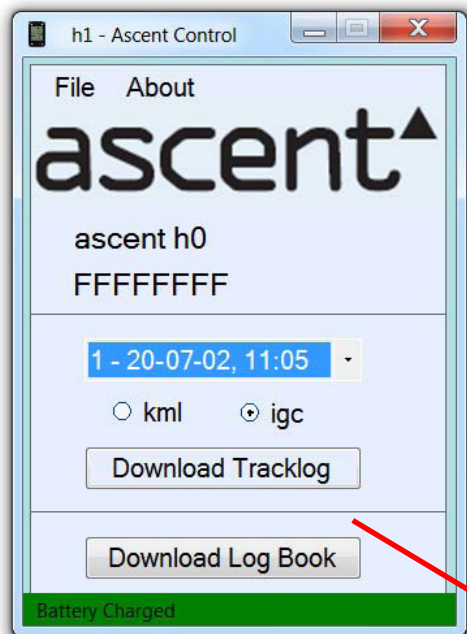 h1 - Ascent Control
File About
ascent
ascent h0
FFFFFFFF
1 - 20-07-02, 11:05
kml igc
Download Tracklog
Download Log Book
Battery Charged